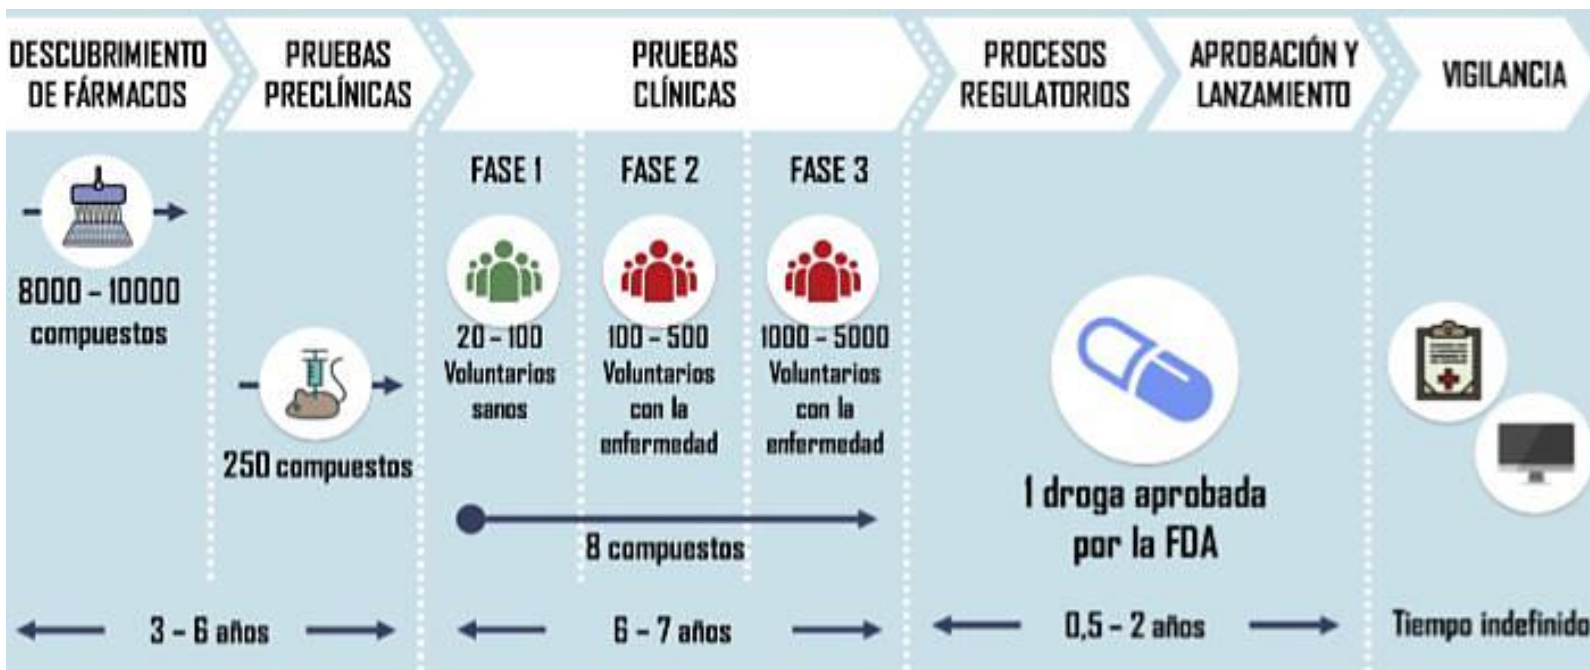 DESCUBRIMIENTO
DE FÁRMACOS
PRUEBAS
PRECLÍNICAS
PRUEBAS
CLÍNICAS
PROCESOS
REGULATORIOS
APROBACIÓN Y
LANZAMIENTO
VIGILANCIA
8000 – 10000
compuestos
250 compuestos
FASE 1
20 – 100
Voluntarios
sanos
FASE 2
100 – 500
Voluntarios
con la
enfermedad
FASE 3
1000 – 5000
Voluntarios
con la
enfermedad
8 compuestos
1 droga aprobada
por la FDA
3 – 6 años
6 – 7 años
0,5 – 2 años
Tiempo indefinido